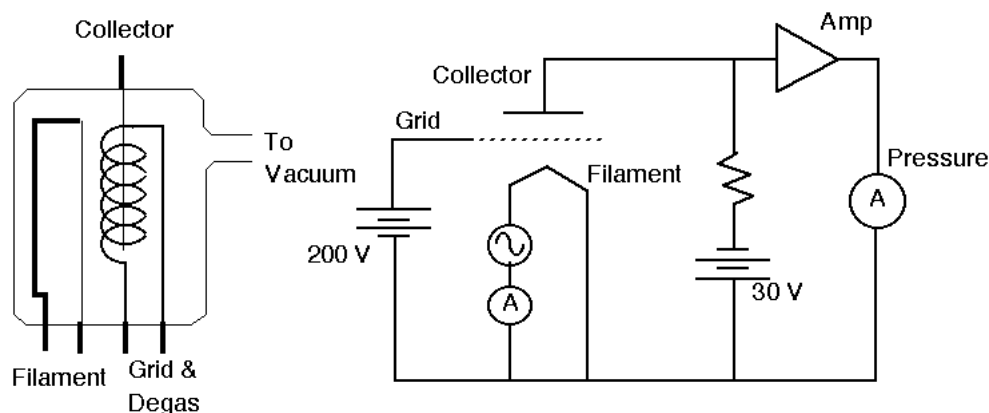 Collector
To
Vacuum
Filament
Grid &
Degas
Amp
Collector
Grid
Filament
Pressure
A
200 V
A
30 V